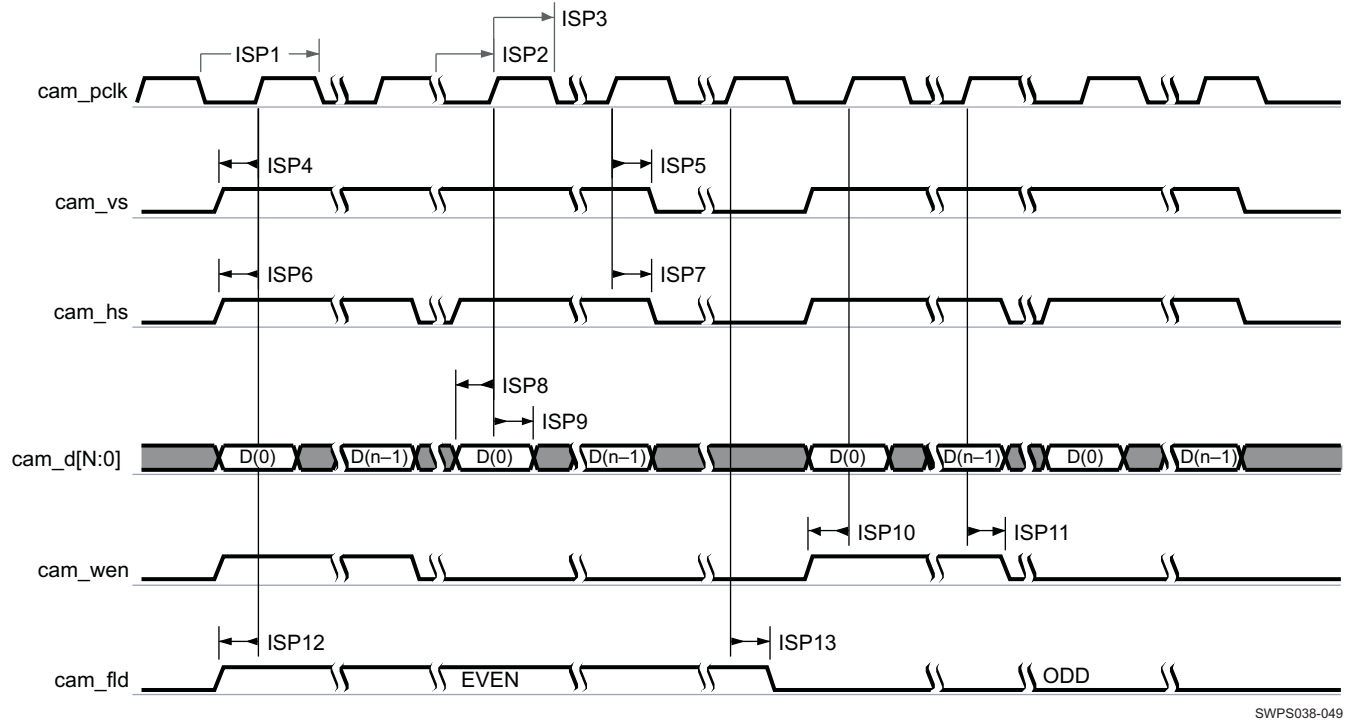 ISP3
ISP1
ISP2
cam_pclk
ISP4
ISP5
cam_vs
ISP6
ISP7
cam_hs
ISP8
ISP9
cam_d[N:0]
D(0) D(n–1) D(0) D(n–1) D(0) D(n–1) D(0) D(n–1)
ISP10
ISP11
cam_wen
ISP12
ISP13
cam_fld
EVEN
ODD
SWPS038-049